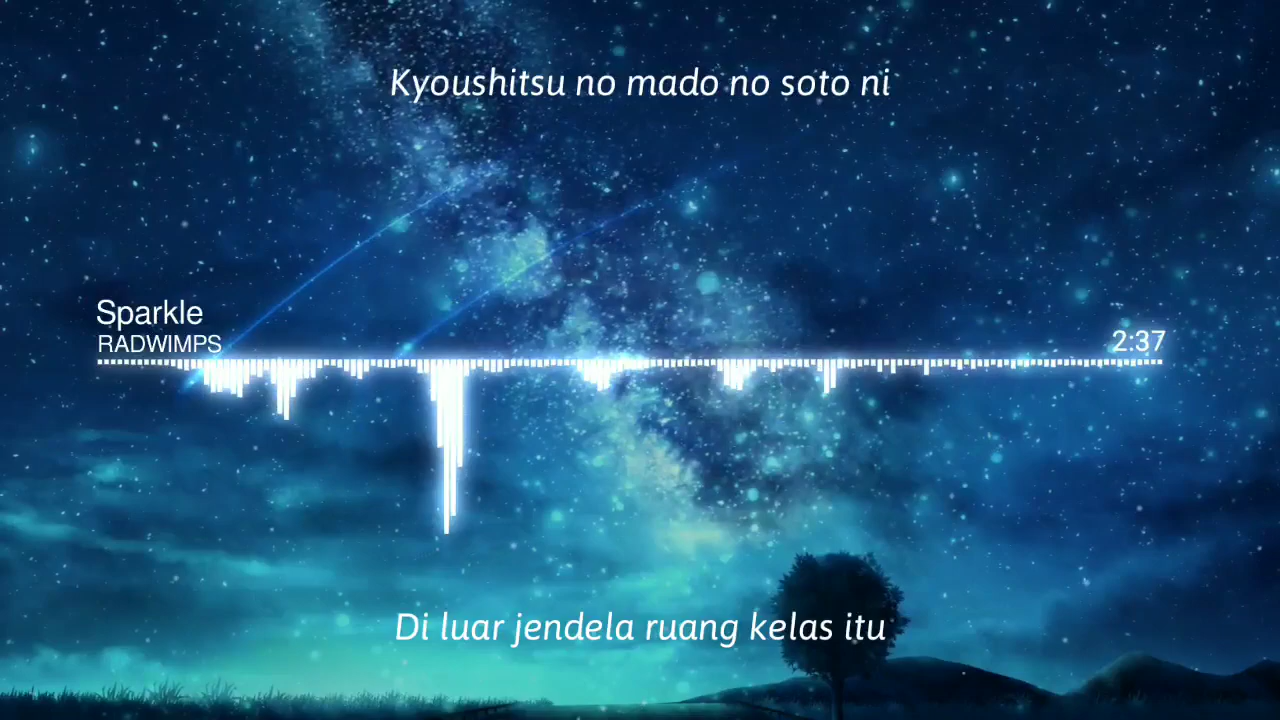 Kyoushitsu no mado no soto ni
Sparkle
RADWIMPS
2:37
Di luar jendela ruang kelas itu